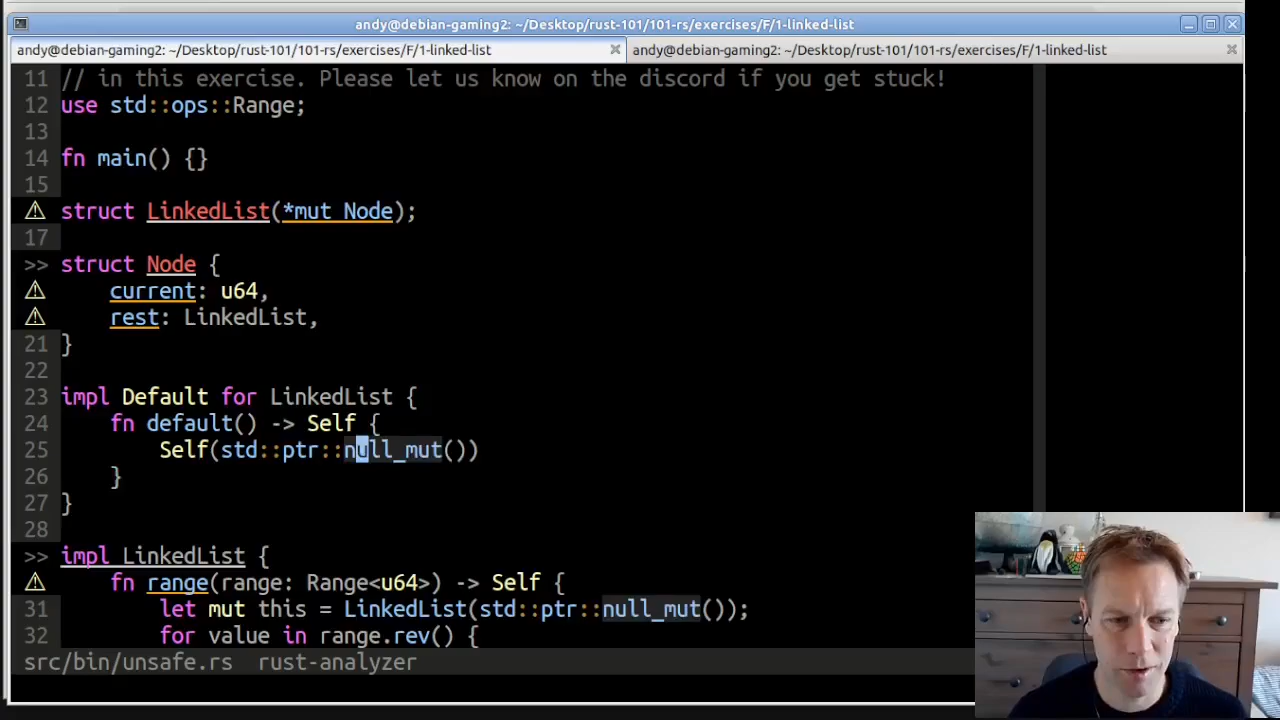 andy@debian-gaming2: ~/Desktop/rust-101/101-rs/exercises/F/1-linked-list
andy@debian-gaming2: ~/Desktop/rust-101/101-rs/exercises/F/1-linked-list
andy@debian-gaming2: ~/Desktop/rust-101/101-rs/exercises/F/1-linked-list
11 // in this exercise. Please let us know on the discord if you get stuck!
12 use std::ops::Range;
13
14 fn main() {}
15
⚠ struct LinkedList(*mut Node);
17
>> struct Node {
⚠     current: u64,
⚠     rest: LinkedList,
21 }
22
23 impl Default for LinkedList {
24     fn default() -> Self {
25         Self(std::ptr::null_mut())
26     }
27 }
28
>> impl LinkedList {
⚠     fn range(range: Range<u64>) -> Self {
31         let mut this = LinkedList(std::ptr::null_mut());
32         for value in range.rev() {
src/bin/unsafe.rs  rust-analyzer